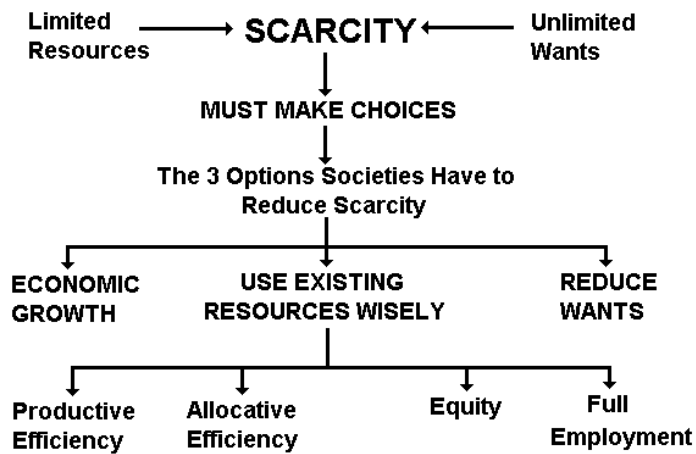 Limited
Resources
SCARCITY
Unlimited
Wants
MUST MAKE CHOICES
The 3 Options Societies Have to
Reduce Scarcity
ECONOMIC
GROWTH
USE EXISTING
RESOURCES WISELY
REDUCE
WANTS
Productive
Efficiency
Allocative
Efficiency
Equity
Full
Employment